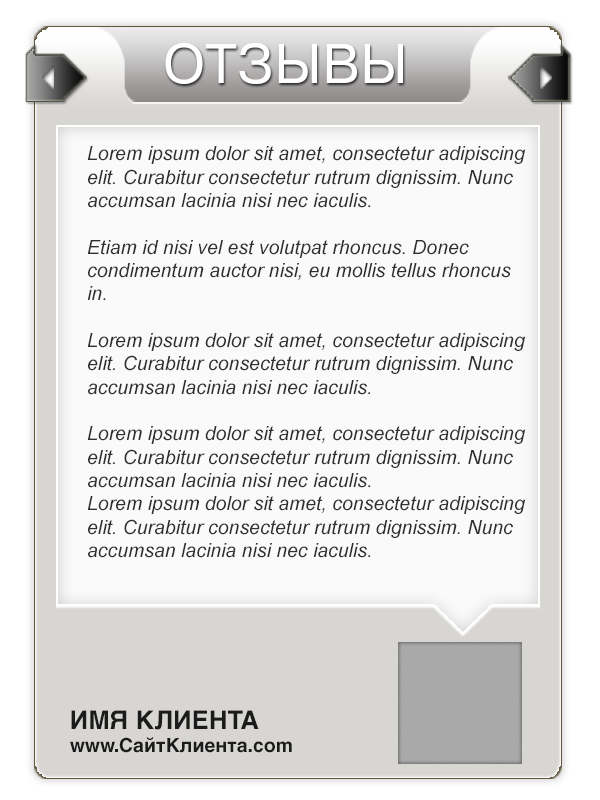 ОТЗЫВЫ
Lorem ipsum dolor sit amet, consectetur adipiscing
elit. Curabitur consectetur rutrum dignissim. Nunc
accumsan lacinia nisi nec iaculis.
Etiam id nisi vel est volutpat rhoncus. Donec
condimentum auctor nisi, eu mollis tellus rhoncus
in.
Lorem ipsum dolor sit amet, consectetur adipiscing
elit. Curabitur consectetur rutrum dignissim. Nunc
accumsan lacinia nisi nec iaculis.
Lorem ipsum dolor sit amet, consectetur adipiscing
elit. Curabitur consectetur rutrum dignissim. Nunc
accumsan lacinia nisi nec iaculis.
Lorem ipsum dolor sit amet, consectetur adipiscing
elit. Curabitur consectetur rutrum dignissim. Nunc
accumsan lacinia nisi nec iaculis.
ИМЯ КЛИЕНТА
www.СайтКлиента.com